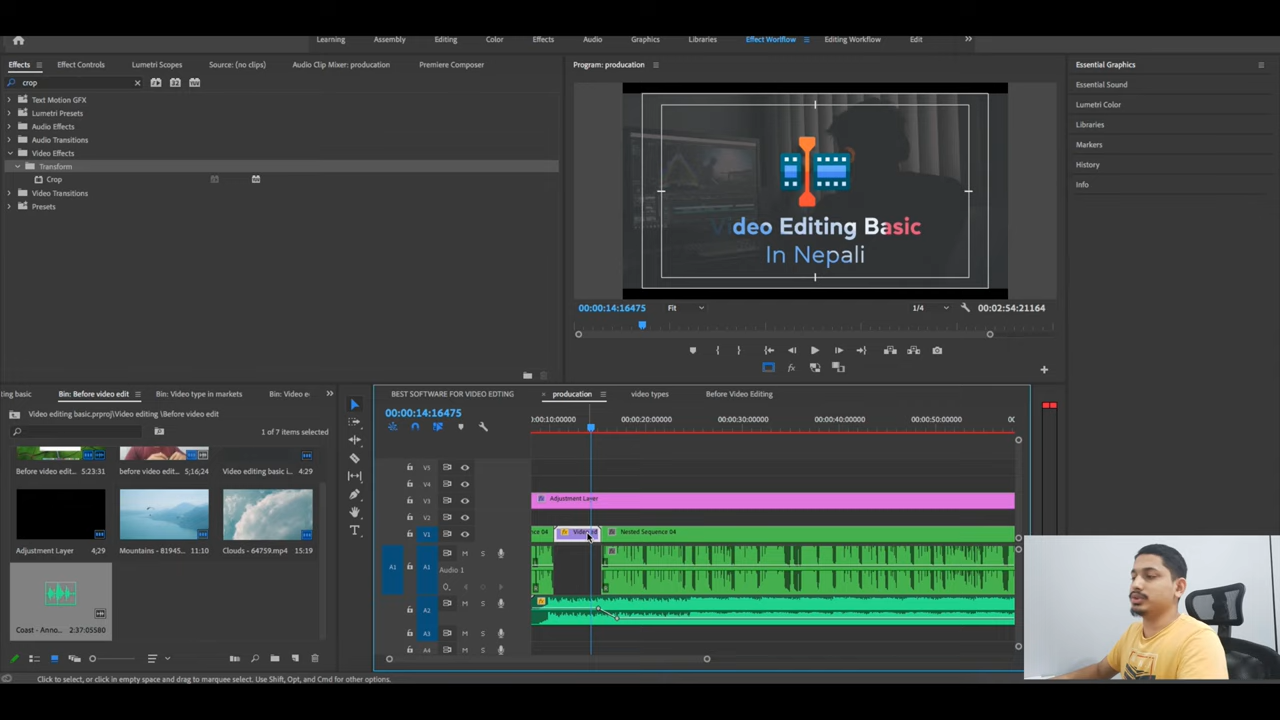 Learning Assembly Editing Color Effects Audio Graphics Libraries Effect Worlflow Editing Workflow Edit
Effects Effect Controls Lumetri Scopes Source: (no clips) Audio Clip Mixer: producation Premiere Composer
crop
Text Motion GFX
Lumetri Presets
Audio Effects
Audio Transitions
Video Effects
Transform
Crop
Video Transitions
Presets
Program: producation
Video Editing Basic
In Nepali
00:00:14:16475 Fit 1/4 00:02:54:21164
Essential Graphics
Essential Sound
Lumetri Color
Libraries
Markers
History
Info
ing basic Bin: Before video edit Bin: Video type in markets Bin: Video e
Video editing basic.prproj\Video editing \Before video edit
1 of 7 items selected
Before video edit... 5:23:31
before video edit... 5;16;24
Video editing basic i... 4:29
Adjustment Layer 4;29
Mountains - 81945... 11:10
Clouds - 64759.mp4 15:19
Coast - Anno... 2:37:05580
BEST SOFTWARE FOR VIDEO EDITING producation video types Before Video Editing
00:00:14:16475
:00:10:00000 00:00:20:00000 00:00:30:00000 00:00:40:00000 00:00:50:00000 00
V5
V4
V3 Adjustment Layer
V2
V1 nce 04 Video ed Nested Sequence 04
A1 A1 M S
Audio 1
A2 M S
A3 M S
A4 M S
Click to select, or click in empty space and drag to marquee select. Use Shift, Opt, and Cmd for other options.